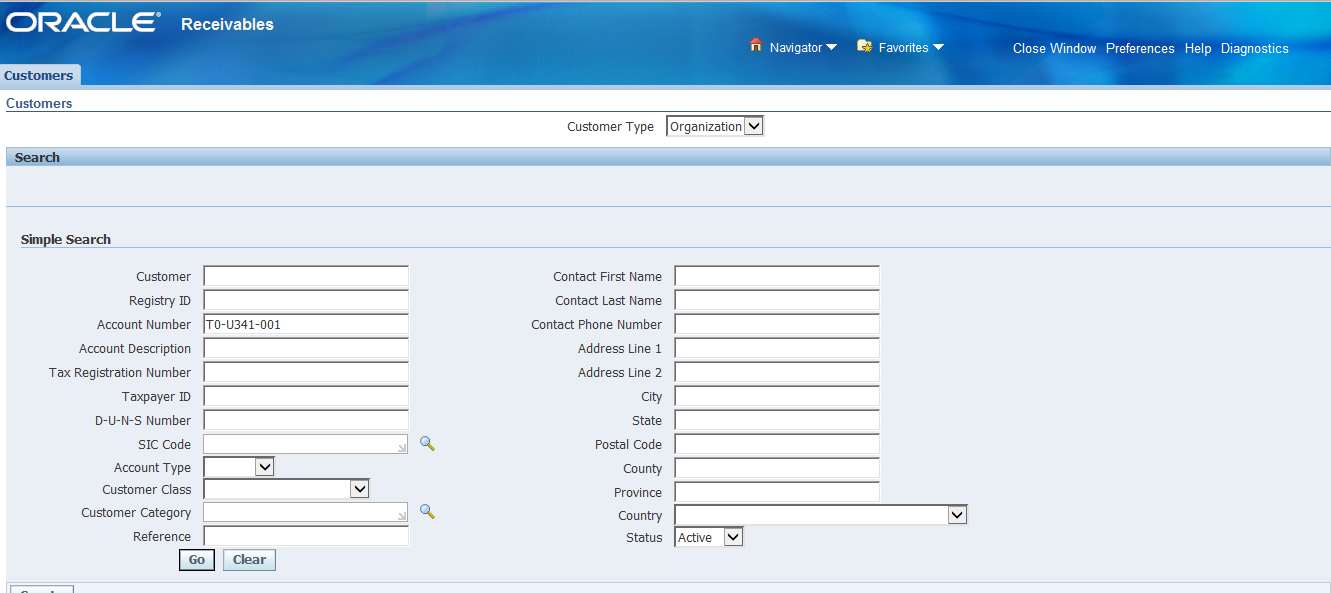 ORACLE® Receivables
Navigator Favorites Close Window Preferences Help Diagnostics
Customers
Customers
Customer Type Organization
Search
Simple Search
Customer
Registry ID
Account Number T0-U341-001
Account Description
Tax Registration Number
Taxpayer ID
D-U-N-S Number
SIC Code
Account Type
Customer Class
Customer Category
Reference
Go Clear
Contact First Name
Contact Last Name
Contact Phone Number
Address Line 1
Address Line 2
City
State
Postal Code
County
Province
Country
Status Active